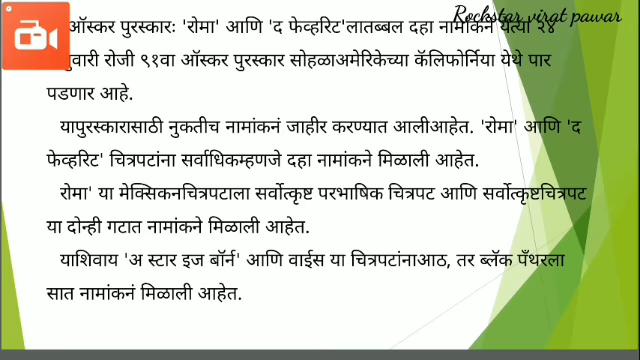 Rockstar virat pawar
ऑस्कर पुरस्कारः 'रोमा' आणि 'द फेव्हरिट'लातब्बल दहा नामांकने येत्या २४
वारी रोजी ९१वा ऑस्कर पुरस्कार सोहळाअमेरिकेच्या कॅलिफोर्निया येथे पार
पडणार आहे.
यापुरस्कारासाठी नुकतीच नामांकनं जाहीर करण्यात आलीआहेत. 'रोमा' आणि 'द
फेव्हरिट' चित्रपटांना सर्वाधिकम्हणजे दहा नामांकने मिळाली आहेत.
रोमा' या मेक्सिकनचित्रपटाला सर्वोत्कृष्ट परभाषिक चित्रपट आणि सर्वोत्कृष्टचित्रपट
या दोन्ही गटात नामांकने मिळाली आहेत.
याशिवाय 'अ स्टार इज बॉर्न' आणि वाईस या चित्रपटांनाआठ, तर ब्लॅक पँथरला
सात नामांकनं मिळाली आहेत.